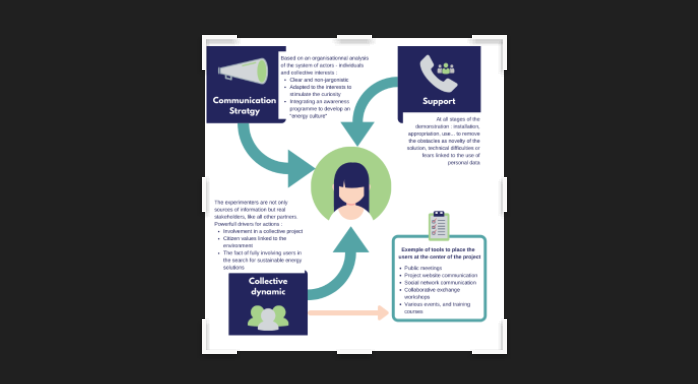 Communication
Stratgy
Based on an organisationnal analysis
of the system of actors - individuals
and collective interests :
Clear and non-jargonistic
Adapted to the interests to
stimulate the curiosity
Integrating an awareness
programme to develop an
"energy culture"
Support
At all stages of the
demonstration : installation,
appropriation, use... to remove
the obstacles as novelty of the
solution, technical difficulties or
fears linked to the use of
personal data
The experimenters are not only
sources of information but real
stakeholders, like all other partners.
Powerfull drivers for actions :
Involvement in a collective project
Citizen values linked to the
environment
The fact of fully involving users in
the search for sustainable energy
solutions
Collective
dynamic
Exemple of tools to place the
users at the center of the project
Public meetings
Project website communication
Social network communication
Collaborative exchange
workshops
Various events, and training
courses